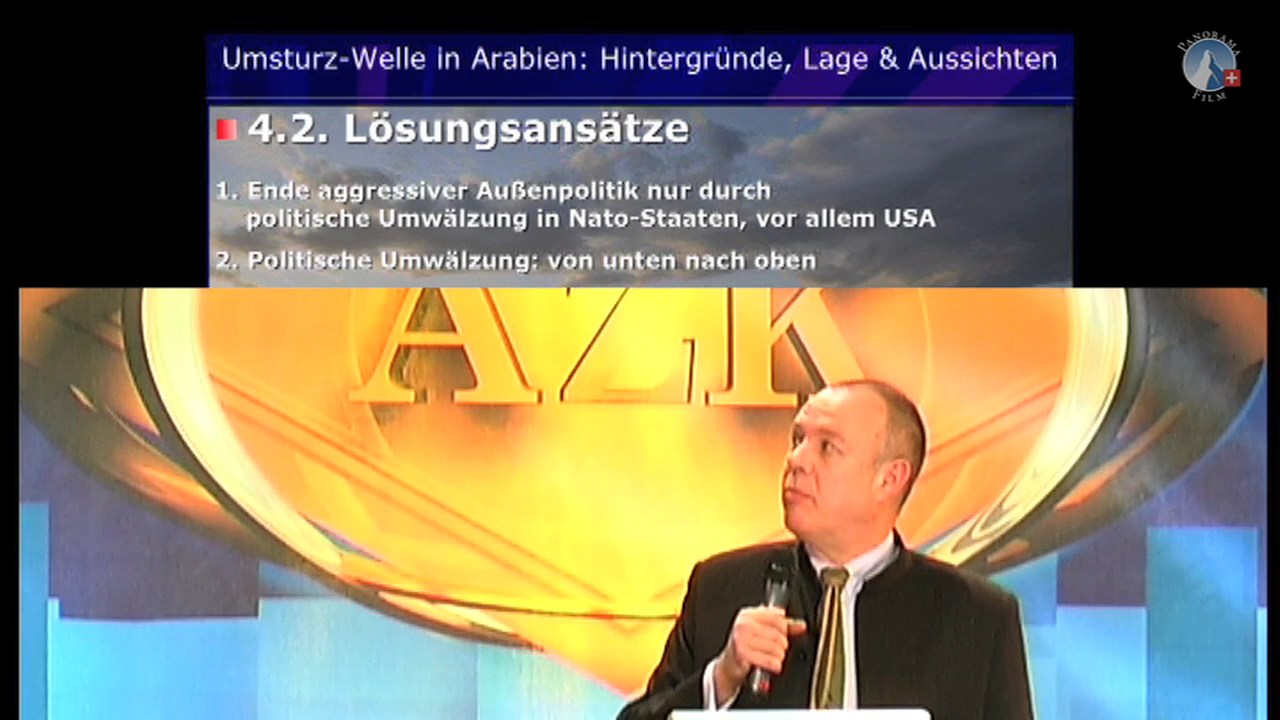 Umsturz-Welle in Arabien: Hintergründe, Lage & Aussichten
PANORAMA
FILM
4.2. Lösungsansätze
1. Ende aggressiver Außenpolitik nur durch
politische Umwälzung in Nato-Staaten, vor allem USA
2. Politische Umwälzung: von unten nach oben
AZK